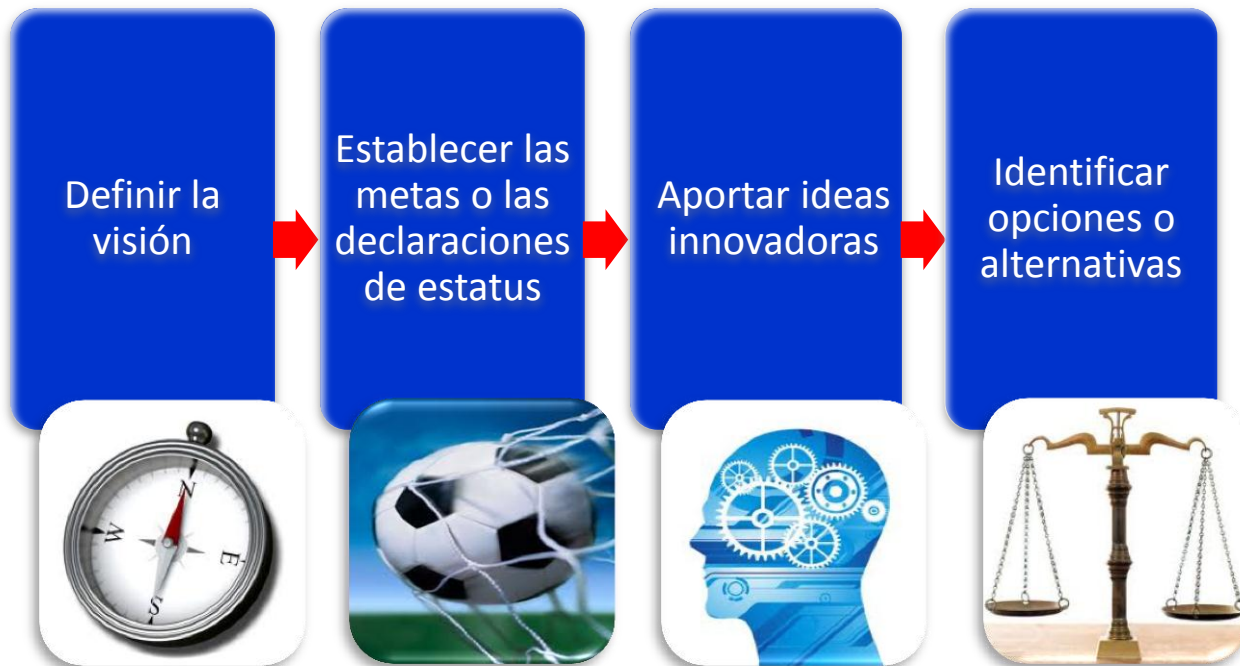 Definir la
visión
Establecer las
metas o las
declaraciones
de estatus
Aportar ideas
innovadoras
Identificar
opciones o
alternativas
N
W
E
S